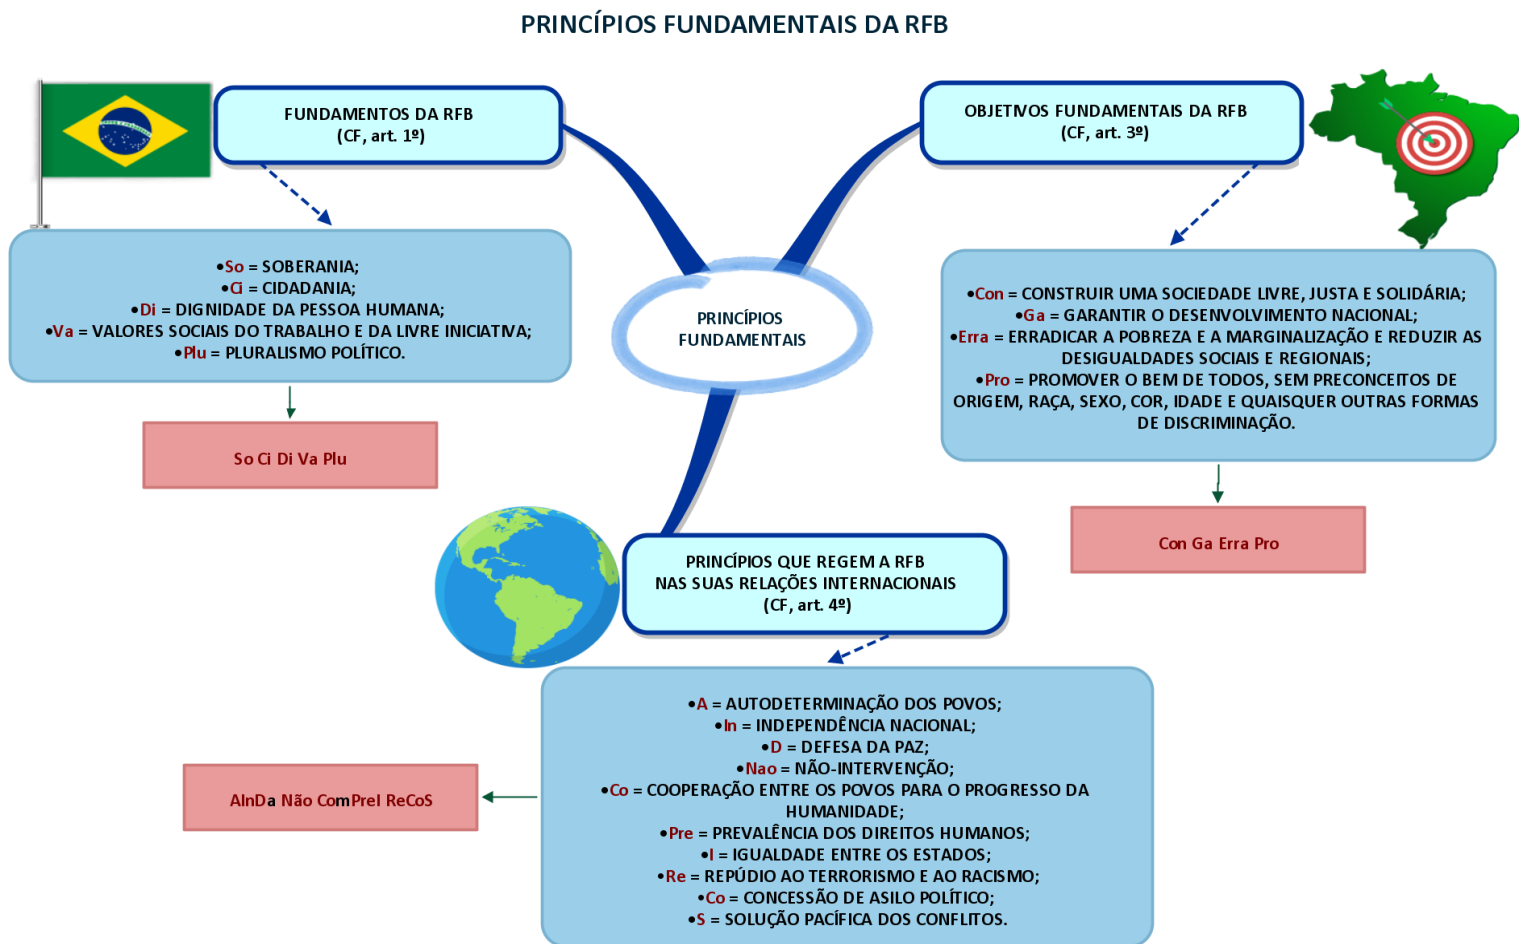 PRINCÍPIOS FUNDAMENTAIS DA RFB
FUNDAMENTOS DA RFB
(CF, art. 1º)
•So = SOBERANIA;
•Ci = CIDADANIA;
•Di = DIGNIDADE DA PESSOA HUMANA;
•Va = VALORES SOCIAIS DO TRABALHO E DA LIVRE INICIATIVA;
•Plu = PLURALISMO POLÍTICO.
So Ci Di Va Plu
OBJETIVOS FUNDAMENTAIS DA RFB
(CF, art. 3º)
•Con = CONSTRUIR UMA SOCIEDADE LIVRE, JUSTA E SOLIDÁRIA;
•Ga = GARANTIR O DESENVOLVIMENTO NACIONAL;
•Erra = ERRADICAR A POBREZA E A MARGINALIZAÇÃO E REDUZIR AS
DESIGUALDADES SOCIAIS E REGIONAIS;
•Pro = PROMOVER O BEM DE TODOS, SEM PRECONCEITOS DE
ORIGEM, RAÇA, SEXO, COR, IDADE E QUAISQUER OUTRAS FORMAS
DE DISCRIMINAÇÃO.
Con Ga Erra Pro
PRINCÍPIOS
FUNDAMENTAIS
PRINCÍPIOS QUE REGEM A RFB
NAS SUAS RELAÇÕES INTERNACIONAIS
(CF, art. 4º)
•A = AUTODETERMINAÇÃO DOS POVOS;
•In = INDEPENDÊNCIA NACIONAL;
•D = DEFESA DA PAZ;
•Nao = NÃO-INTERVENÇÃO;
•Co = COOPERAÇÃO ENTRE OS POVOS PARA O PROGRESSO DA
HUMANIDADE;
•Pre = PREVALÊNCIA DOS DIREITOS HUMANOS;
•I = IGUALDADE ENTRE OS ESTADOS;
•Re = REPÚDIO AO TERRORISMO E AO RACISMO;
•Co = CONCESSÃO DE ASILO POLÍTICO;
•S = SOLUÇÃO PACÍFICA DOS CONFLITOS.
AInDa Não ComPreI ReCoS